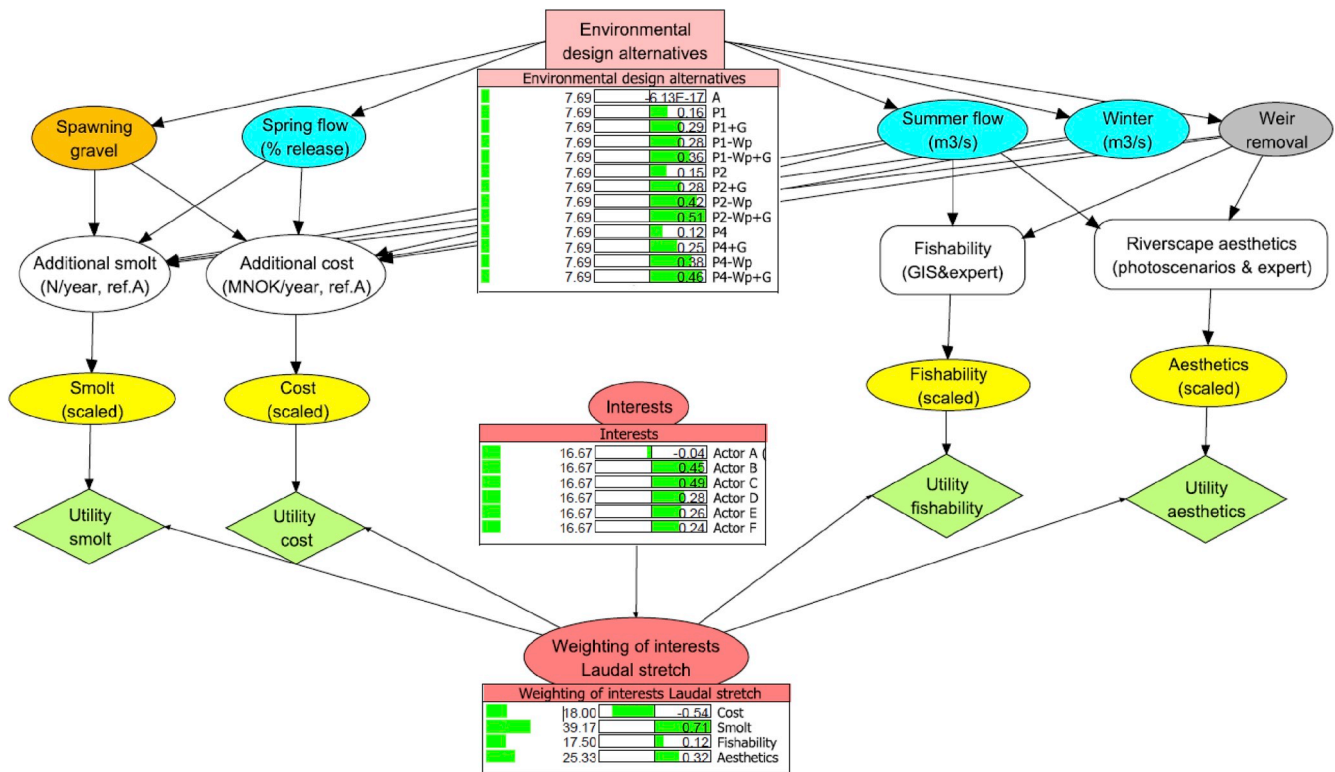 Environmental
design alternatives
Environmental design alternatives
7.69 -6.13E-17 A
7.69 0.16 P1
7.69 0.29 P1+G
7.69 0.28 P1-Wp
7.69 0.36 P1-Wp+G
7.69 0.15 P2
7.69 0.28 P2+G
7.69 0.42 P2-Wp
7.69 0.51 P2-Wp+G
7.69 0.12 P4
7.69 0.25 P4+G
7.69 0.38 P4-Wp
7.69 0.46 P4-Wp+G
Spawning
gravel
Spring flow
(% release)
Summer flow
(m3/s)
Winter
(m3/s)
Weir
removal
Additional smolt
(N/year, ref.A)
Additional cost
(MNOK/year, ref.A)
Fishability
(GIS&expert)
Riverscape aesthetics
(photoscenarios & expert)
Smolt
(scaled)
Cost
(scaled)
Fishability
(scaled)
Aesthetics
(scaled)
Interests
Interests
16.67 -0.04 Actor A (
16.67 0.45 Actor B
16.67 0.49 Actor C
16.67 0.28 Actor D
16.67 0.26 Actor E
16.67 0.24 Actor F
Utility
smolt
Utility
cost
Utility
fishability
Utility
aesthetics
Weighting of interests
Laudal stretch
Weighting of interests Laudal stretch
18.00 -0.54 Cost
39.17 0.71 Smolt
17.50 0.12 Fishability
25.33 0.32 Aesthetics